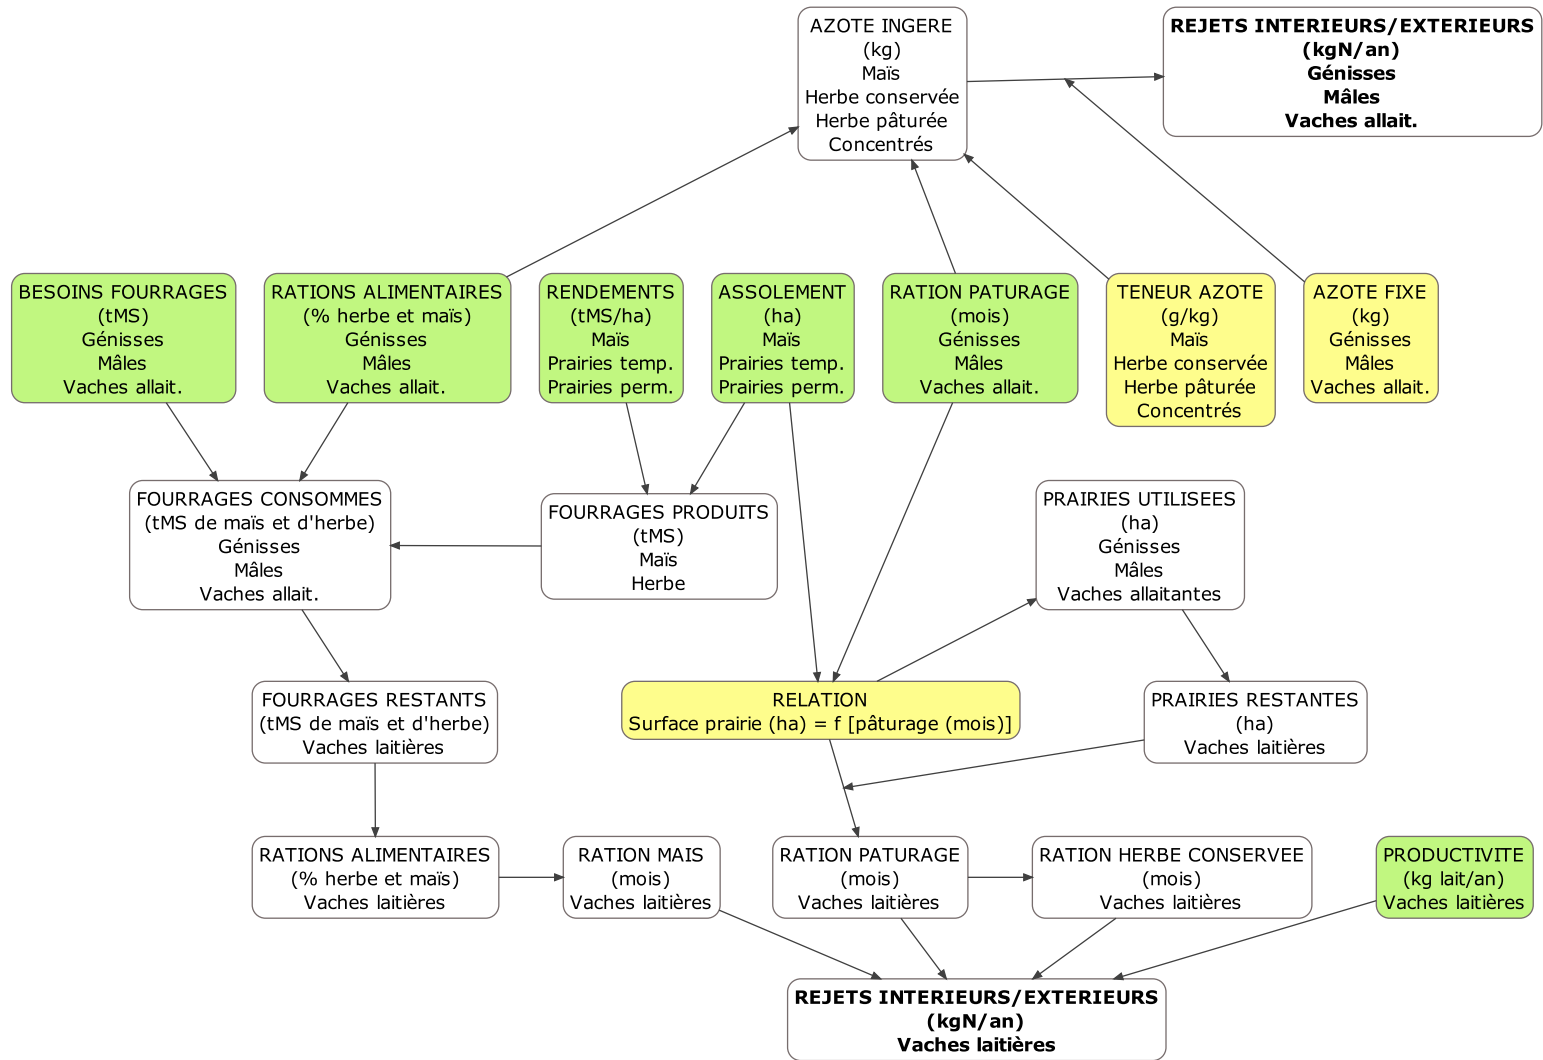 AZOTE INGERE
(kg)
Maïs
Herbe conservée
Herbe pâturée
Concentrés
REJETS INTERIEURS/EXTERIEURS
(kgN/an)
Génisses
Mâles
Vaches allait.
BESOINS FOURRAGES
(tMS)
Génisses
Mâles
Vaches allait.
RATIONS ALIMENTAIRES
(% herbe et maïs)
Génisses
Mâles
Vaches allait.
RENDEMENTS
(tMS/ha)
Maïs
Prairies temp.
Prairies perm.
ASSOLEMENT
(ha)
Maïs
Prairies temp.
Prairies perm.
RATION PATURAGE
(mois)
Génisses
Mâles
Vaches allait.
TENEUR AZOTE
(g/kg)
Maïs
Herbe conservée
Herbe pâturée
Concentrés
AZOTE FIXE
(kg)
Génisses
Mâles
Vaches allait.
FOURRAGES CONSOMMES
(tMS de maïs et d'herbe)
Génisses
Mâles
Vaches allait.
FOURRAGES PRODUITS
(tMS)
Maïs
Herbe
PRAIRIES UTILISEES
(ha)
Génisses
Mâles
Vaches allaitantes
FOURRAGES RESTANTS
(tMS de maïs et d'herbe)
Vaches laitières
RELATION
Surface prairie (ha) = f [pâturage (mois)]
PRAIRIES RESTANTES
(ha)
Vaches laitières
RATIONS ALIMENTAIRES
(% herbe et maïs)
Vaches laitières
RATION MAIS
(mois)
Vaches laitières
RATION PATURAGE
(mois)
Vaches laitières
RATION HERBE CONSERVEE
(mois)
Vaches laitières
PRODUCTIVITE
(kg lait/an)
Vaches laitières
REJETS INTERIEURS/EXTERIEURS
(kgN/an)
Vaches laitières